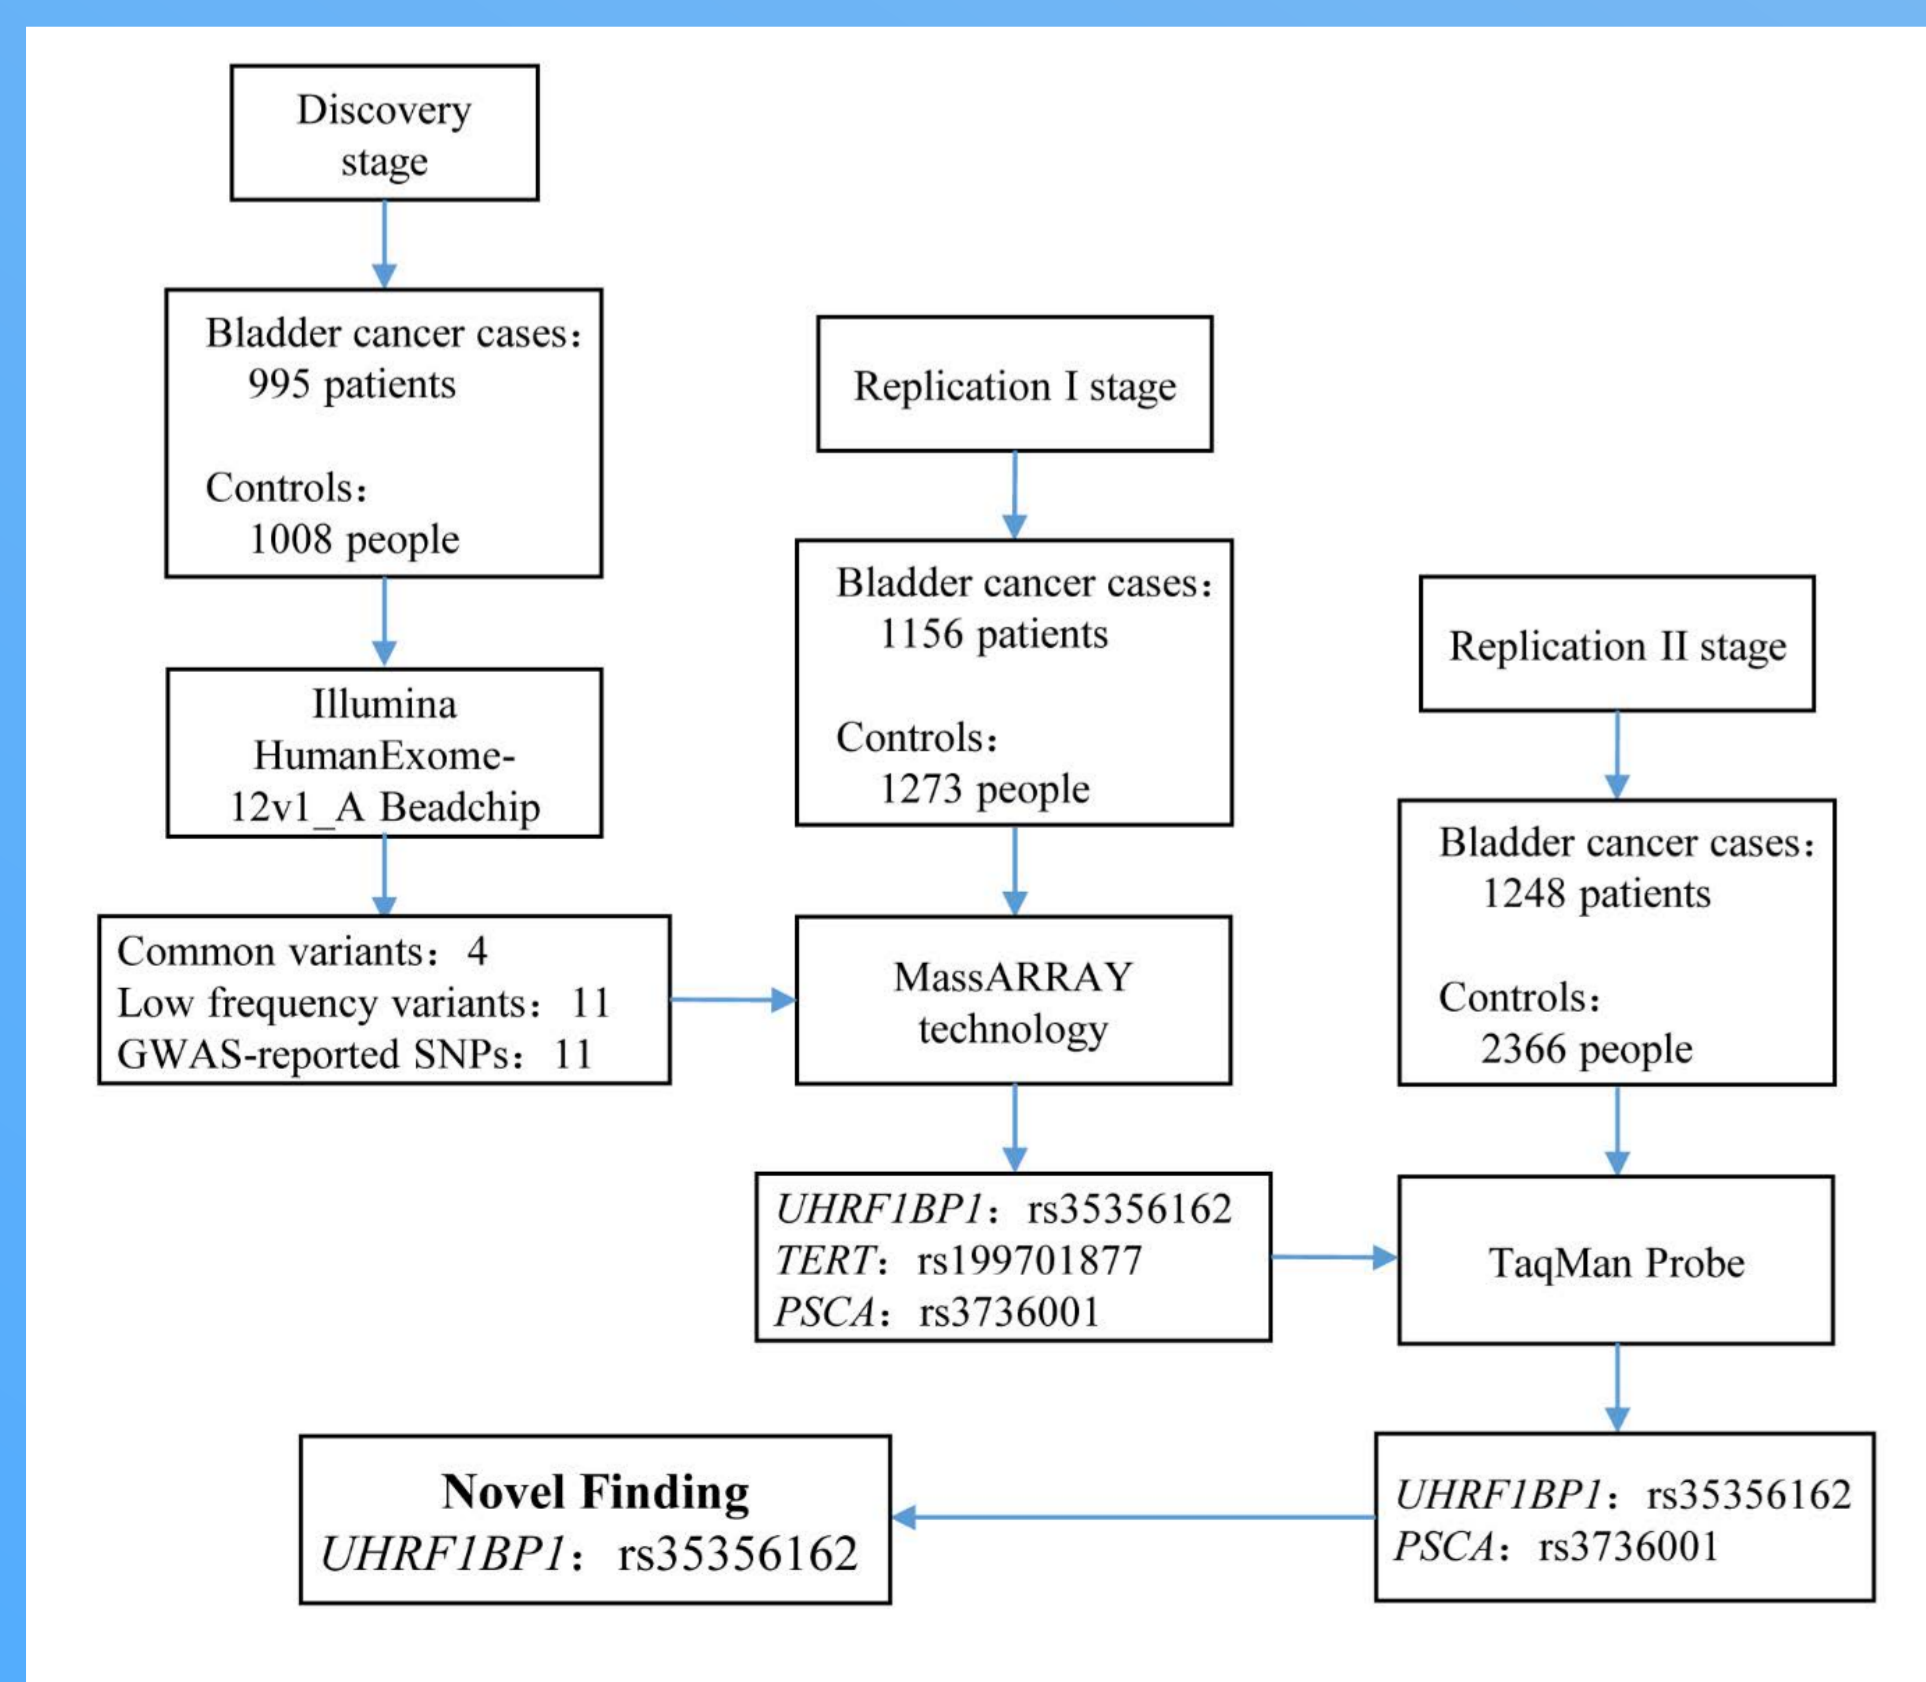 Discovery
stage
Bladder cancer cases：
995 patients
Controls：
1008 people
Illumina
HumanExome-
12v1_A Beadchip
Common variants：4
Low frequency variants：11
GWAS-reported SNPs：11
Replication I stage
Bladder cancer cases：
1156 patients
Controls：
1273 people
MassARRAY
technology
UHRF1BP1：rs35356162
TERT：rs199701877
PSCA：rs3736001
Replication II stage
Bladder cancer cases：
1248 patients
Controls：
2366 people
TaqMan Probe
UHRF1BP1：rs35356162
PSCA：rs3736001
Novel Finding
UHRF1BP1：rs35356162